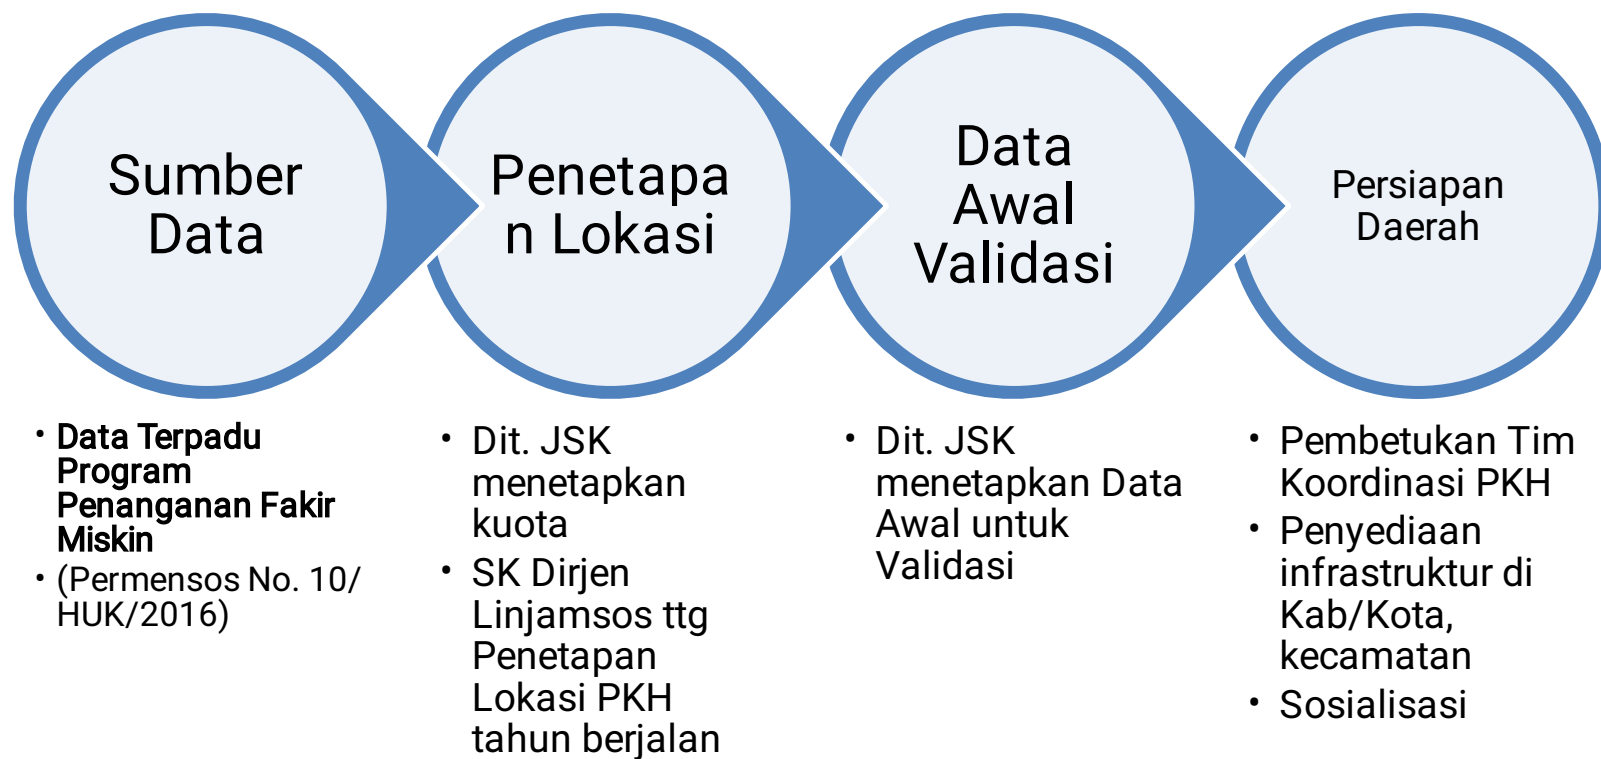 Sumber
Data
Penetapa
n Lokasi
Data
Awal
Validasi
Persiapan
Daerah
• Data Terpadu
Program
Penanganan Fakir
Miskin
• (Permensos No. 10/
HUK/2016)
• Dit. JSK
menetapkan
kuota
• SK Dirjen
Linjamsos ttg
Penetapan
Lokasi PKH
tahun berjalan
• Dit. JSK
menetapkan Data
Awal untuk
Validasi
• Pembetukan Tim
Koordinasi PKH
• Penyediaan
infrastruktur di
Kab/Kota,
kecamatan
• Sosialisasi